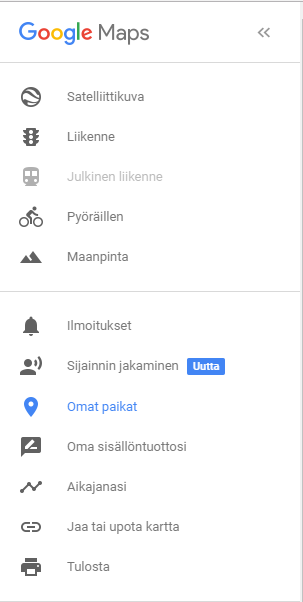 Google Maps
Satelliittikuva
Liikenne
Julkinen liikenne
Pyöräillen
Maanpinta
Ilmoitukset
Sijainnin jakaminen Uutta
Omat paikat
Oma sisällöntuottosi
Aikajanasi
Jaa tai upota kartta
Tulosta